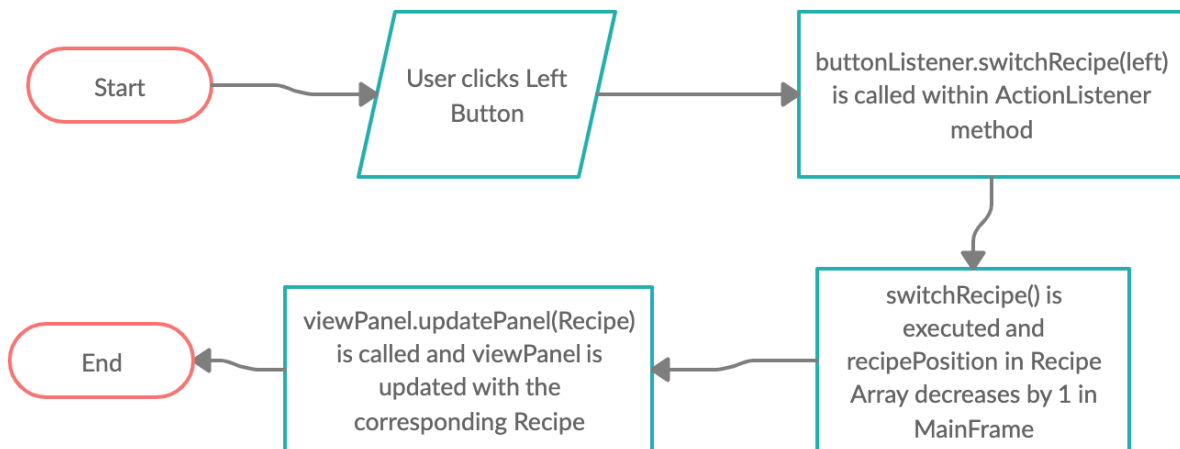 Start
User clicks Left
Button
buttonListener.switchRecipe(left)
is called within ActionListener
method
switchRecipe() is
executed and
recipePosition in Recipe
Array decreases by 1 in
MainFrame
viewPanel.updatePanel(Recipe)
is called and viewPanel is
updated with the
corresponding Recipe
End